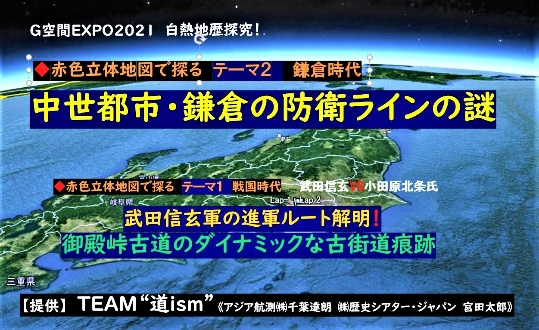 G空間EXPO2021 白熱地歴探究!
◆赤色立体地図で探る テーマ2 鎌倉時代
中世都市・鎌倉の防衛ラインの謎
◆赤色立体地図で探る テーマ1 戦国時代 武田信玄VS小田原北条氏
岐阜県
武田信玄軍の進軍ルート解明!
御殿峠古道のダイナミックな古街道痕跡
三重県
【提供】 TEAM“道ism”《アジア航測㈱千葉達朗 ㈱歴史シアター・ジャパン 宮田太郎》